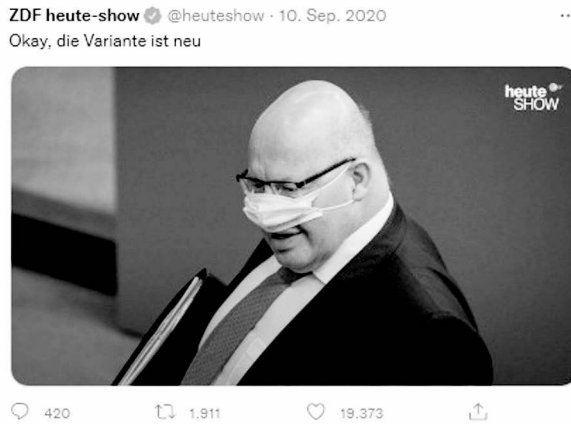 ZDF heute-show @heuteshow · 10. Sep. 2020
Okay, die Variante ist neu
heute
SHOW
420 1.911 19.373